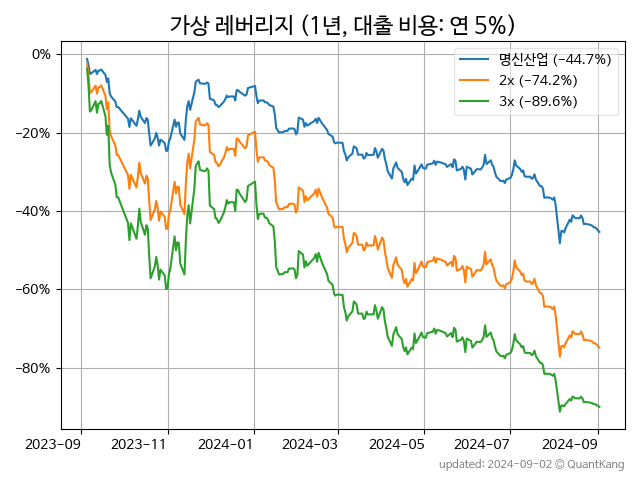 가상 레버리지 (1년, 대출 비용: 연 5%)
명신산업 (−44.7%)
2x (−74.2%)
3x (−89.6%)
0%
−20%
−40%
−60%
−80%
2023-09 2023-11 2024-01 2024-03 2024-05 2024-07 2024-09
updated: 2024-09-02 © QuantKang